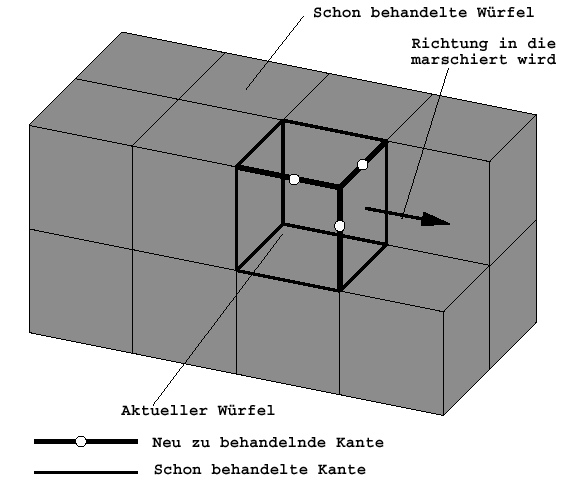 Schon behandelte Würfel
Richtung in die
marschiert wird
Aktueller Würfel
Neu zu behandelnde Kante
Schon behandelte Kante